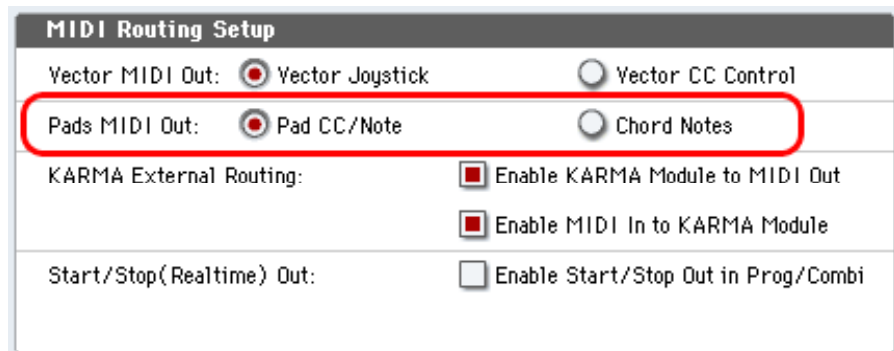 MIDI Routing Setup
Vector MIDI Out: Vector Joystick Vector CC Control
Pads MIDI Out: Pad CC/Note Chord Notes
KARMA External Routing: Enable KARMA Module to MIDI Out
Enable MIDI In to KARMA Module
Start/Stop(Realtime) Out: Enable Start/Stop Out in Prog/Combi